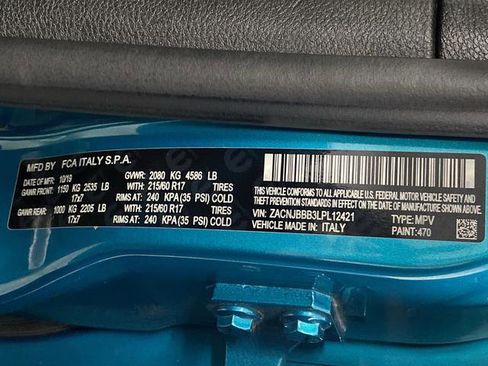 MFD BY FCA ITALY S.P.A.
10/19 GVWR: 2080 KG 4586 LB
GAWR FRONT: 1150 KG 2535 LB WITH: 215/60 R17 TIRES
17x7 RIMS AT: 240 KPA(35 PSI) COLD
GAWR REAR: 1000 KG 2205 LB WITH: 215/60 R17 TIRES
17x7 RIMS AT: 240 KPA(35 PSI) COLD
THIS VEHICLE CONFORMS TO ALL APPLICABLE U.S.
FEDERAL MOTOR VEHICLE SAFETY
BUMPER, AND THEFT PREVENTION STANDARDS IN EFFECT
ON THE DATE OF MANUFACTURE SHOWN ABOVE.
VIN: ZACNJBBB3LPL12421 TYPE: MPV
VEHICLE MADE IN: ITALY PAINT: 470